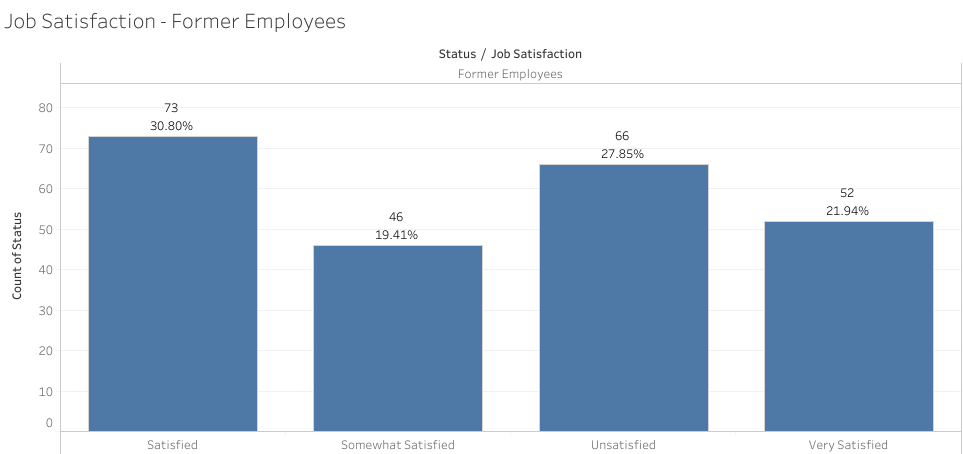 Job Satisfaction - Former Employees
Status / Job Satisfaction
Former Employees
Count of Status
80
70
60
50
40
30
20
10
0
73
30.80%
46
19.41%
66
27.85%
52
21.94%
Satisfied
Somewhat Satisfied
Unsatisfied
Very Satisfied